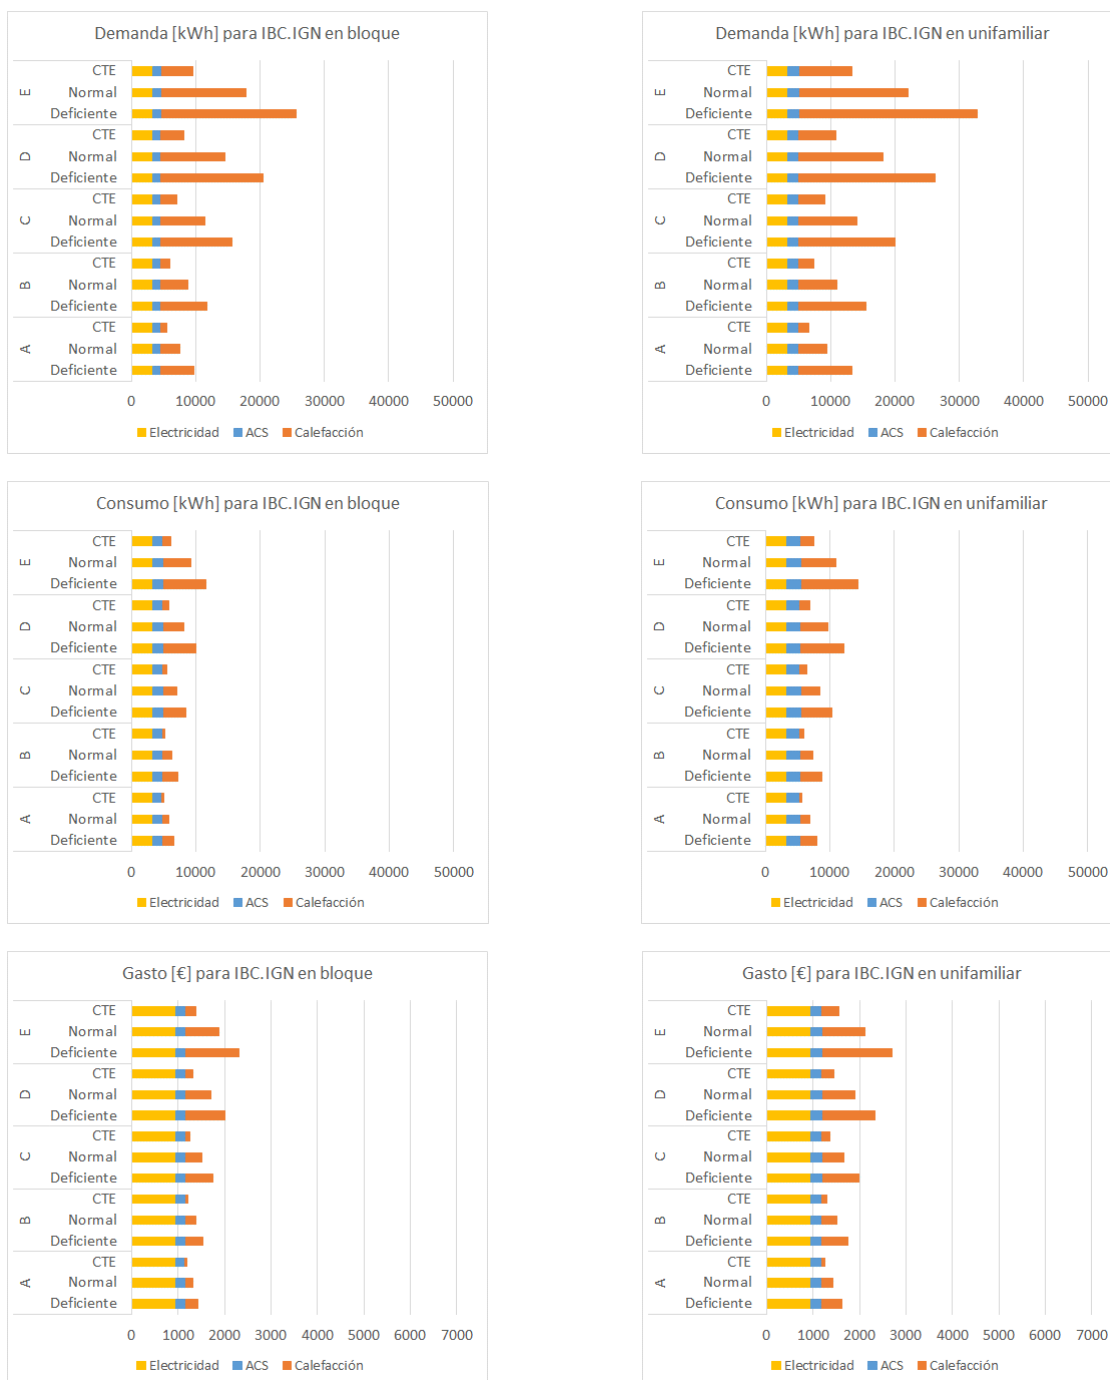 Demanda [kWh] para IBC.IGN en bloque
E
CTE
Normal
Deficiente
D
CTE
Normal
Deficiente
C
CTE
Normal
Deficiente
B
CTE
Normal
Deficiente
A
CTE
Normal
Deficiente
0 10000 20000 30000 40000 50000
Electricidad ACS Calefacción
Demanda [kWh] para IBC.IGN en unifamiliar
E
CTE
Normal
Deficiente
D
CTE
Normal
Deficiente
C
CTE
Normal
Deficiente
B
CTE
Normal
Deficiente
A
CTE
Normal
Deficiente
0 10000 20000 30000 40000 50000
Electricidad ACS Calefacción
Consumo [kWh] para IBC.IGN en bloque
E
CTE
Normal
Deficiente
D
CTE
Normal
Deficiente
C
CTE
Normal
Deficiente
B
CTE
Normal
Deficiente
A
CTE
Normal
Deficiente
0 10000 20000 30000 40000 50000
Electricidad ACS Calefacción
Consumo [kWh] para IBC.IGN en unifamiliar
E
CTE
Normal
Deficiente
D
CTE
Normal
Deficiente
C
CTE
Normal
Deficiente
B
CTE
Normal
Deficiente
A
CTE
Normal
Deficiente
0 10000 20000 30000 40000 50000
Electricidad ACS Calefacción
Gasto [€] para IBC.IGN en bloque
E
CTE
Normal
Deficiente
D
CTE
Normal
Deficiente
C
CTE
Normal
Deficiente
B
CTE
Normal
Deficiente
A
CTE
Normal
Deficiente
0 1000 2000 3000 4000 5000 6000 7000
Electricidad ACS Calefacción
Gasto [€] para IBC.IGN en unifamiliar
E
CTE
Normal
Deficiente
D
CTE
Normal
Deficiente
C
CTE
Normal
Deficiente
B
CTE
Normal
Deficiente
A
CTE
Normal
Deficiente
0 1000 2000 3000 4000 5000 6000 7000
Electricidad ACS Calefacción